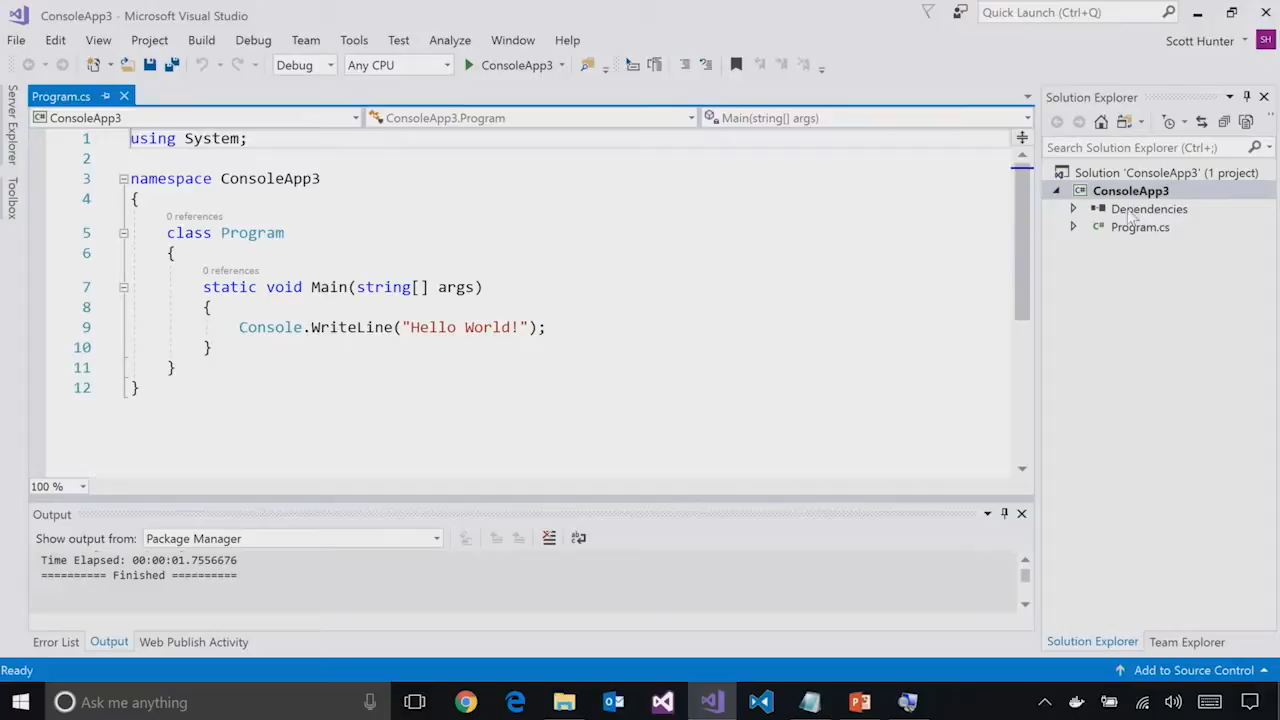 ConsoleApp3 - Microsoft Visual Studio
Quick Launch (Ctrl+Q)
File Edit View Project Build Debug Team Tools Test Analyze Window Help
Scott Hunter
SH
Debug
Any CPU
ConsoleApp3
Server Explorer
Toolbox
Program.cs
ConsoleApp3
ConsoleApp3.Program
Main(string[] args)
1 using System;
2
3 namespace ConsoleApp3
4 {
0 references
5 class Program
6 {
0 references
7 static void Main(string[] args)
8 {
9 Console.WriteLine("Hello World!");
10 }
11 }
12 }
100 %
Output
Show output from: Package Manager
Time Elapsed: 00:00:01.7556676
========== Finished ==========
Error List Output Web Publish Activity
Solution Explorer
Search Solution Explorer (Ctrl+;)
Solution 'ConsoleApp3' (1 project)
ConsoleApp3
Dependencies
C# Program.cs
Solution Explorer Team Explorer
Ready
Add to Source Control
Ask me anything